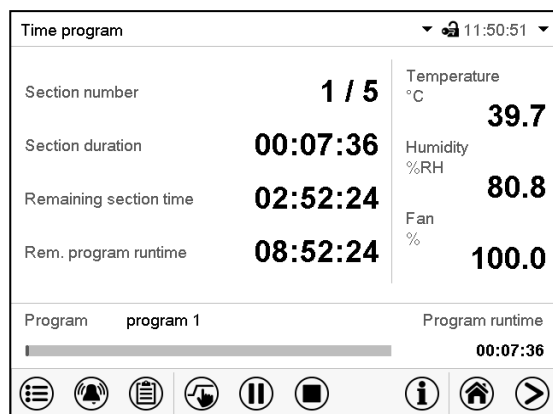 Time program
11:50:51
Section number 1 / 5
Section duration 00:07:36
Remaining section time 02:52:24
Rem. program runtime 08:52:24
Temperature
°C
39.7
Humidity
%RH
80.8
Fan
%
100.0
Program program 1
Program runtime
00:07:36